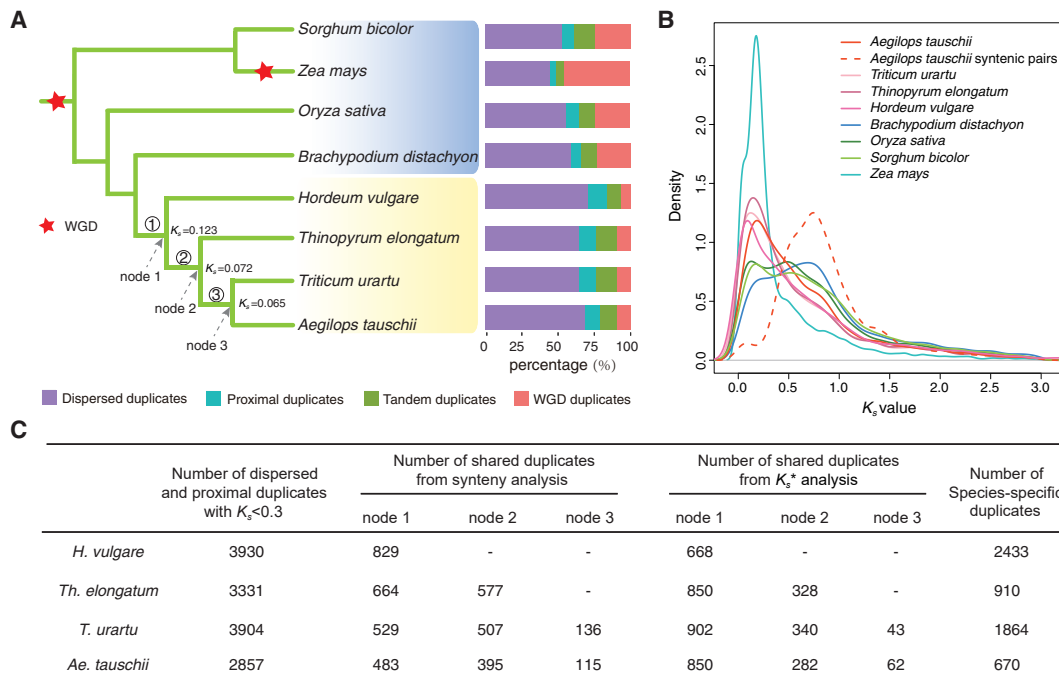 A
Sorghum bicolor
Zea mays
Oryza sativa
Brachypodium distachyon
Hordeum vulgare
Thinopyrum elongatum
Triticum urartu
Aegilops tauschii
WGD
①
Ks=0.123
node 1
②
Ks=0.072
node 2
③
Ks=0.065
node 3
0 25 50 75 100
percentage (%)
Dispersed duplicates Proximal duplicates Tandem duplicates WGD duplicates
B
Aegilops tauschii
Aegilops tauschii syntenic pairs
Triticum urartu
Thinopyrum elongatum
Hordeum vulgare
Brachypodium distachyon
Oryza sativa
Sorghum bicolor
Zea mays
Density
0.0 0.5 1.0 1.5 2.0 2.5
0.0 0.5 1.0 1.5 2.0 2.5 3.0
Ks value
C
Number of dispersed and proximal duplicates with Ks<0.3
Number of shared duplicates from synteny analysis
Number of shared duplicates from Ks* analysis
Number of Species-specific duplicates
node 1 node 2 node 3 node 1 node 2 node 3
H. vulgare 3930 829 - - 668 - - 2433
Th. elongatum 3331 664 577 - 850 328 - 910
T. urartu 3904 529 507 136 902 340 43 1864
Ae. tauschii 2857 483 395 115 850 282 62 670